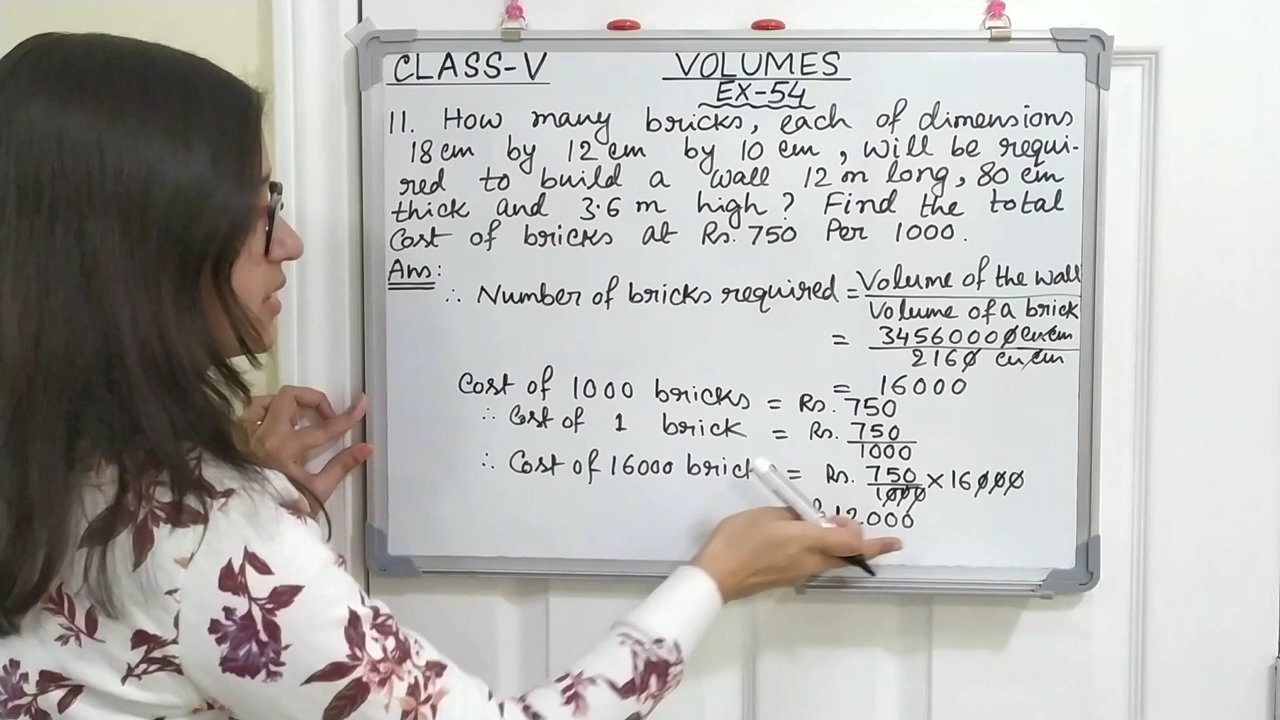 CLASS-V VOLUMES
EX-54
11. How many bricks, each of dimensions
18 cm by 12 cm by 10 cm, will be requi-
red to build a wall 12 m long, 80 cm
thick and 3.6 m high? Find the total
Cost of bricks at Rs. 750 Per 1000.
Ans:
∴ Number of bricks required = Volume of the wall
Volume of a brick
= 34560000 cu cm
2160 cu cm
= 16000
Cost of 1000 bricks = Rs. 750
∴ Cost of 1 brick = Rs. 750
1000
∴ Cost of 16000 = Rs. 750 × 16000
1000
12000